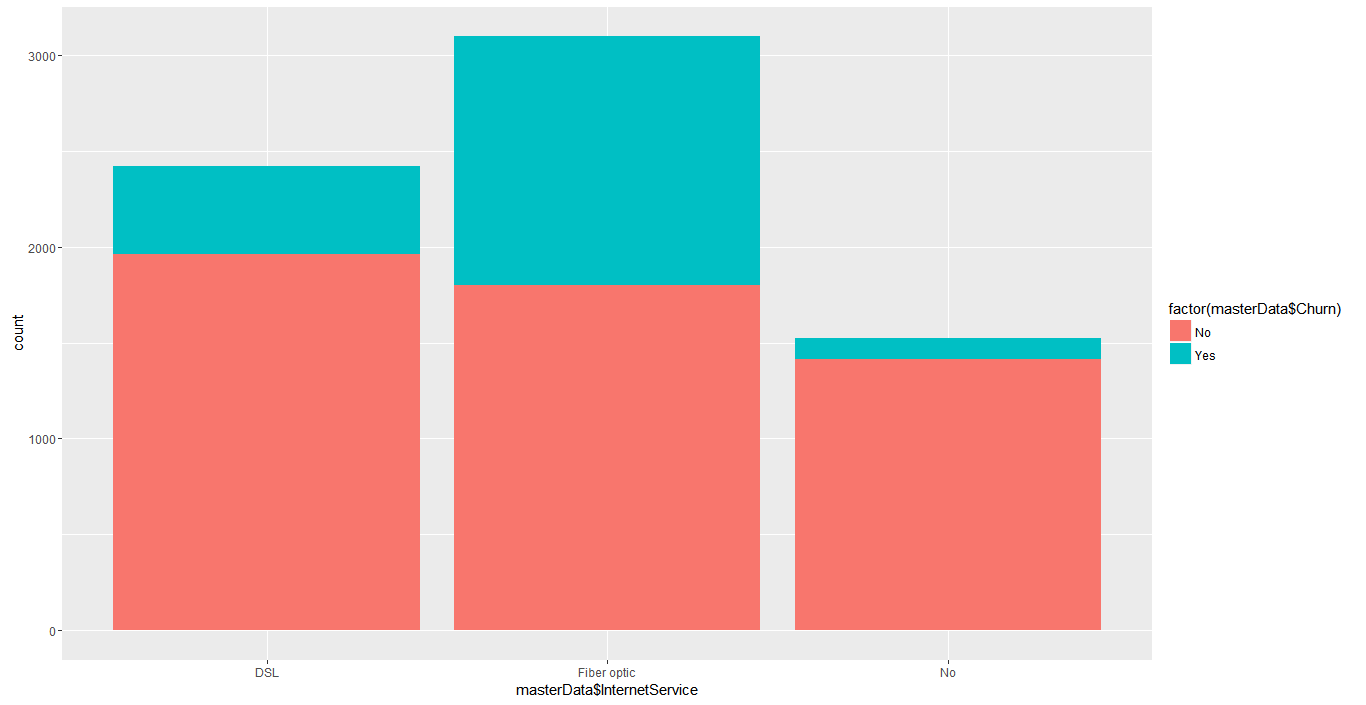 3000
2000
1000
0
count
DSL
Fiber optic
No
masterData$InternetService
factor(masterData$Churn)
No
Yes